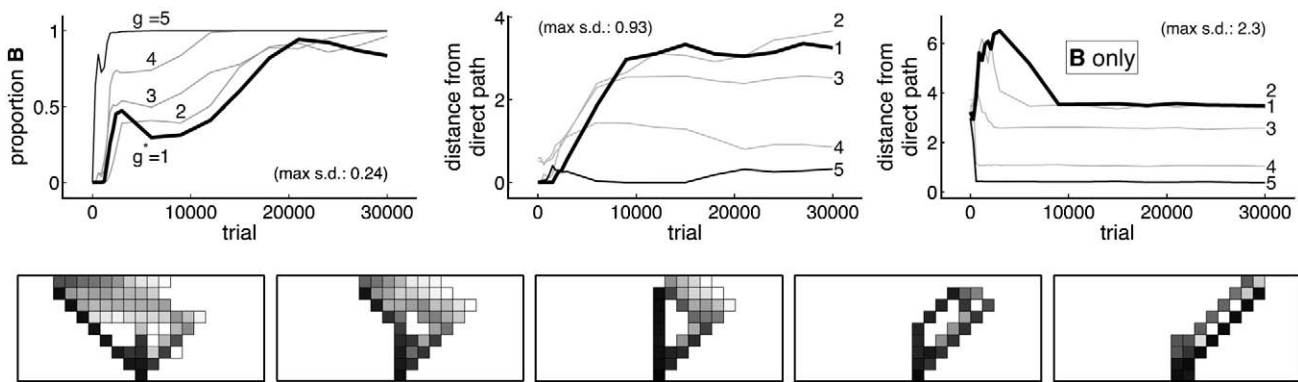 g =5
4
3
2
*
g =1
(max s.d.: 0.24)
proportion B
1
0.5
0
0
10000
20000
30000
trial
(max s.d.: 0.93)
2
1
3
4
5
distance from
direct path
4
2
0
0
10000
20000
30000
trial
(max s.d.: 2.3)
B only
2
1
3
4
5
distance from
direct path
6
4
2
0
0
10000
20000
30000
trial